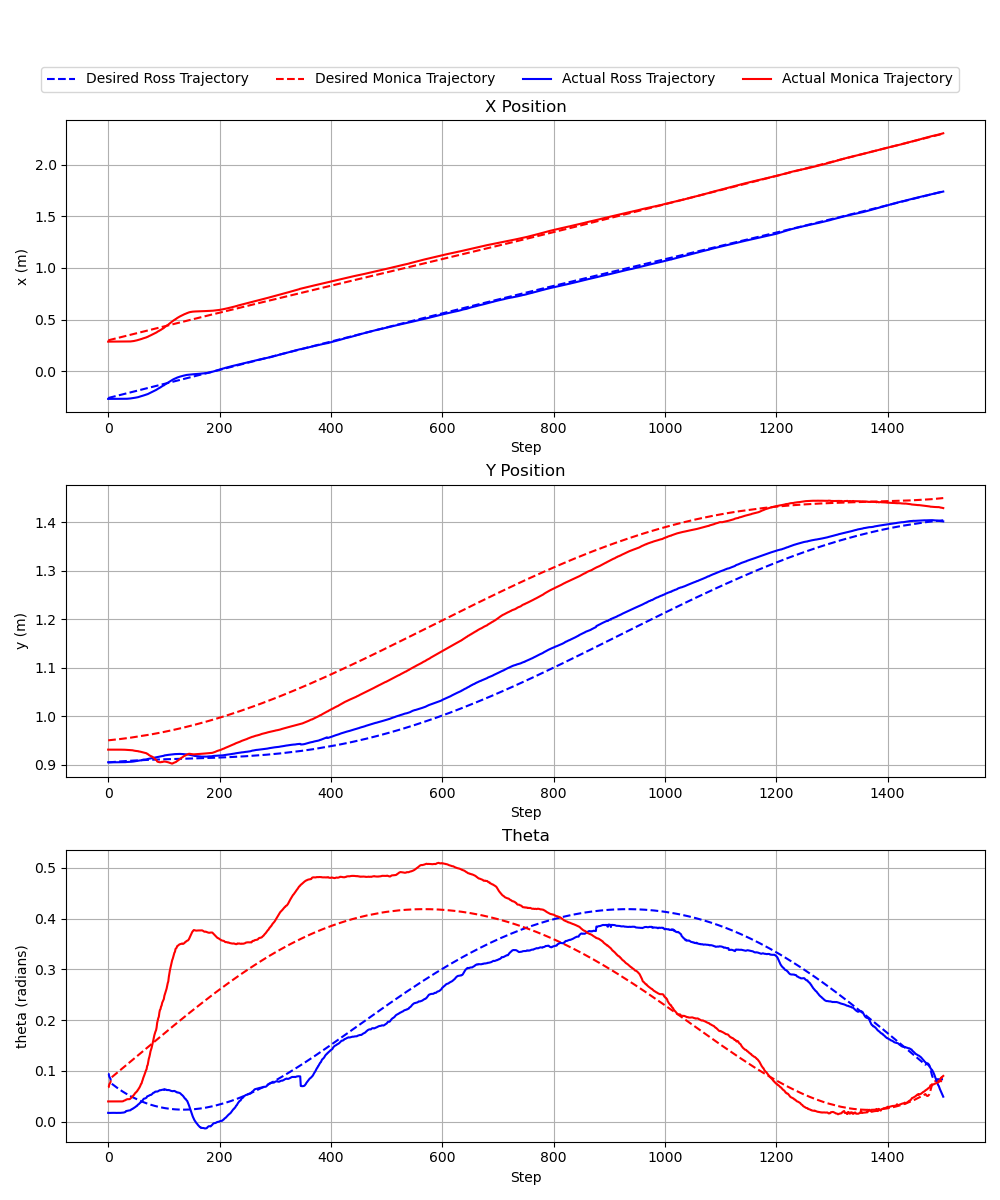 Desired Ross Trajectory Desired Monica Trajectory Actual Ross Trajectory Actual Monica Trajectory
X Position
2.0
1.5
1.0
0.5
0.0
x (m)
0 200 400 600 800 1000 1200 1400
Step
Y Position
1.4
1.3
1.2
1.1
1.0
0.9
y (m)
0 200 400 600 800 1000 1200 1400
Step
Theta
0.5
0.4
0.3
0.2
0.1
0.0
theta (radians)
0 200 400 600 800 1000 1200 1400
Step